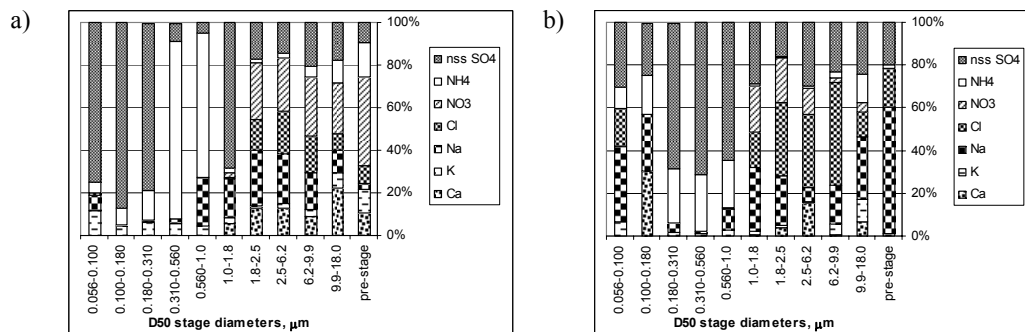 a)
100%
80%
60%
40%
20%
0%
nss SO4
NH4
NO3
Cl
Na
K
Ca
0.056-0.100
0.100-0.180
0.180-0.310
0.310-0.560
0.560-1.0
1.0-1.8
1.8-2.5
2.5-6.2
6.2-9.9
9.9-18.0
pre-stage
D50 stage diameters, μm
b)
100%
80%
60%
40%
20%
0%
nss SO4
NH4
NO3
Cl
Na
K
Ca
0.056-0.100
0.100-0.180
0.180-0.310
0.310-0.560
0.560-1.0
1.0-1.8
1.8-2.5
2.5-6.2
6.2-9.9
9.9-18.0
pre-stage
D50 stage diameters, μm